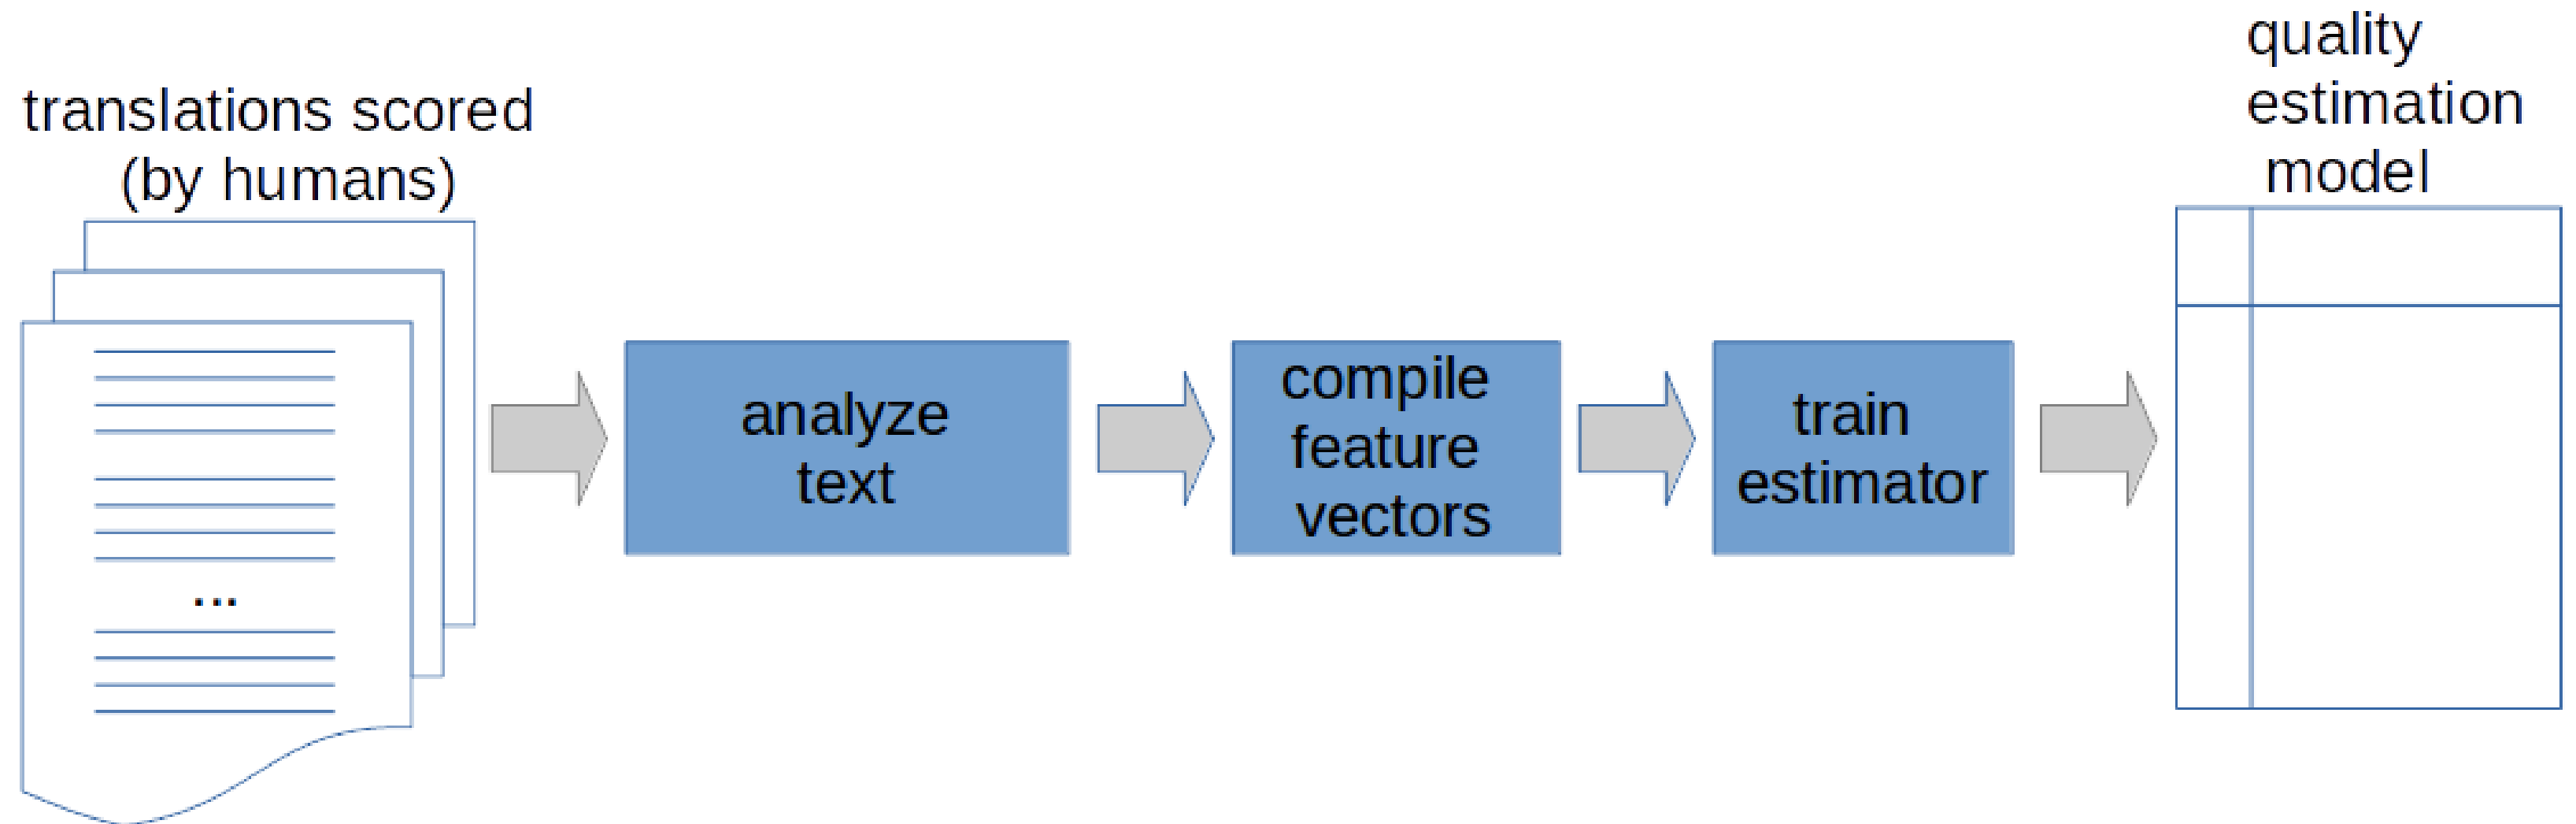 translations scored
(by humans)
...
analyze
text
compile
feature
vectors
train
estimator
quality
estimation
model